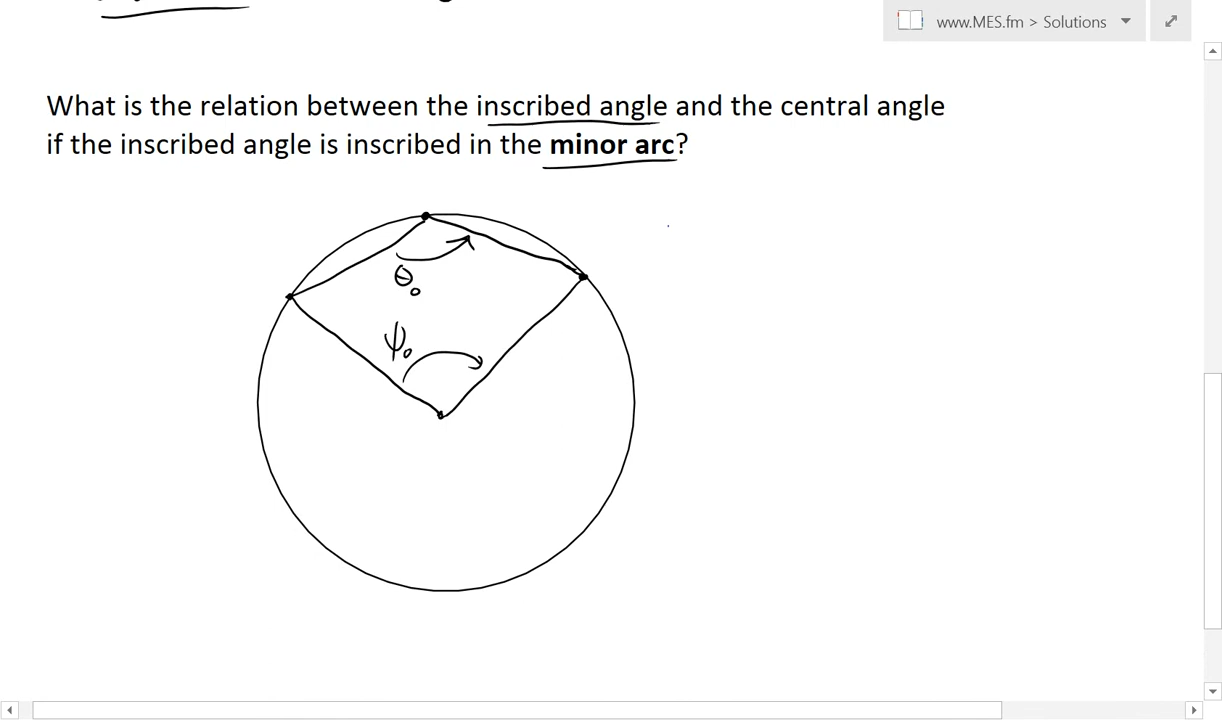 www.MES.fm > Solutions
What is the relation between the inscribed angle and the central angle
if the inscribed angle is inscribed in the minor arc?
θ₀
ψ₀